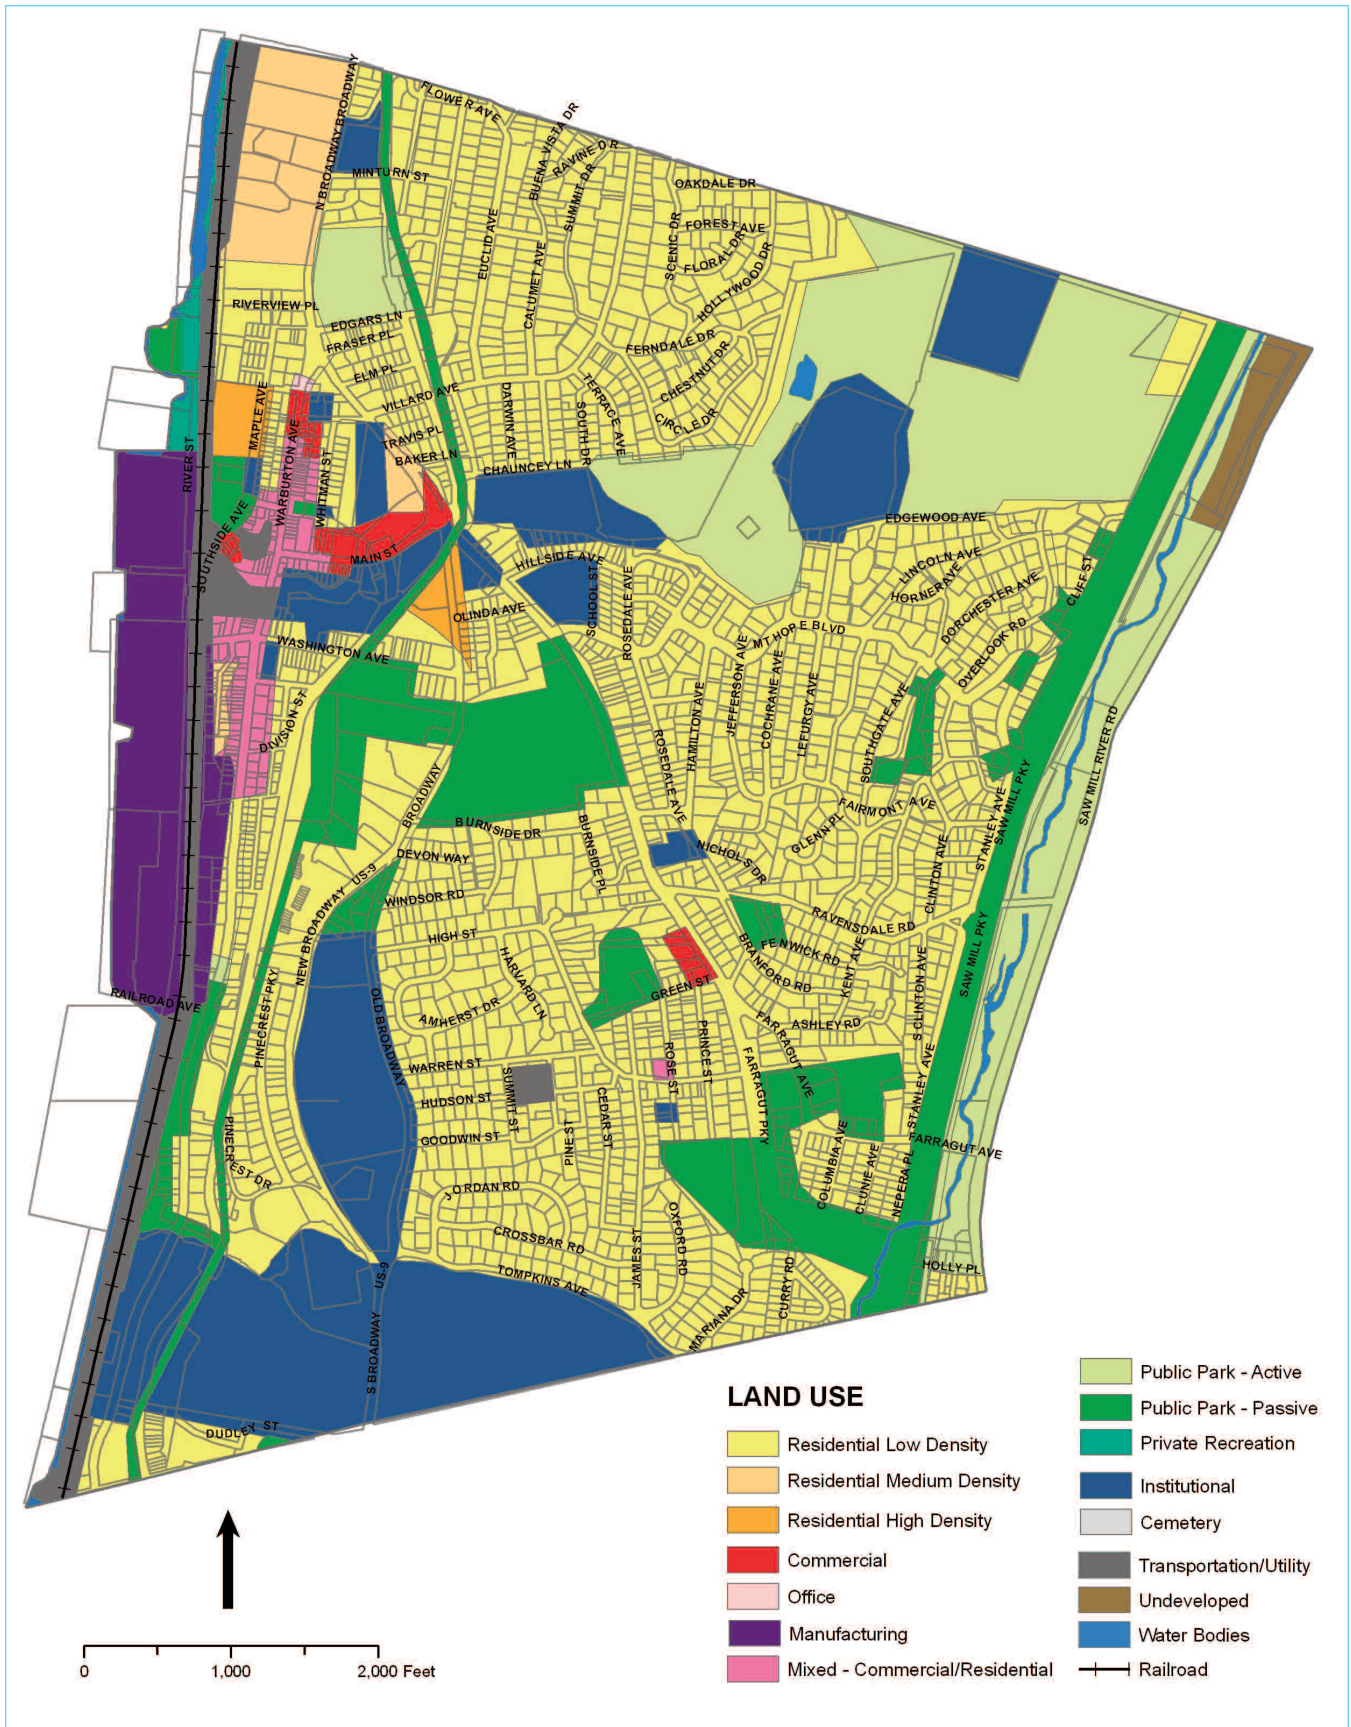 FLOWER AVE
N BROADWAY BROADWAY
BUENA VISTA DR
RAVINE DR
SUMMIT DR
MINTURN ST
OAKDALE DR
FOREST AVE
SCENIC DR
FLORAL DR
EUCLID AVE
HOLLYWOOD DR
CALUMET AVE
RIVERVIEW PL
EDGARS LN
FRASER PL
FERNDALE DR
CHESTNUT DR
ELM PL
VILLARD AVE
TERRACE AVE
DARWIN AVE
SOUTH DR
CIRCLE DR
MAPLE AVE
WARBURTON AVE
TRAVIS PL
BAKER LN
CHAUNCEY LN
RIVER ST
WHITMAN ST
SOUTHSIDE AVE
MAIN ST
EDGEWOOD AVE
HILLSIDE AVE
LINCOLN AVE
HORNER AVE
CLIFF ST
SCHOOL ST
ROSEDALE AVE
DORCHESTER AVE
OLINDA AVE
OVERLOOK RD
MT HOPE BLVD
WASHINGTON AVE
JEFFERSON AVE
COCHRANE AVE
LEFURGY AVE
HAMILTON AVE
SOUTHGATE AVE
DIVISION ST
ROSEDALE AVE
SAW MILL RIVER RD
BROADWAY
SAW MILL PKY
STANLEY AVE
FAIRMONT AVE
GLENN PL
BURNSIDE DR
BURNSIDE PL
DEVON WAY
NICHOLS DR
CLINTON AVE
US-9
NEW BROADWAY
WINDSOR RD
RAVENSDALE RD
HIGH ST
FENWICK RD
BRANFORD RD
KENT AVE
SAW MILL PKY
HARVARD LN
GREEN ST
RAILROAD AVE
PINECREST PKY
OLD BROADWAY
AMHERST DR
ASHLEY RD
S CLINTON AVE
FARRAGUT AVE
PRINCE ST
ROSE ST
WARREN ST
SUMMIT ST
HUDSON ST
CEDAR ST
FARRAGUT PKY
STANLEY AVE
GOODWIN ST
PINE ST
FARRAGUT AVE
PINECREST DR
COLUMBIA AVE
CLUNIE AVE
NEPERA PL
JORDAN RD
OXFORD RD
CROSSBAR RD
JAMES ST
TOMPKINS AVE
HOLLY PL
CURRY RD
MARIANA DR
US-9
S BROADWAY
DUDLEY ST
LAND USE
Residential Low Density
Residential Medium Density
Residential High Density
Commercial
Office
Manufacturing
Mixed - Commercial/Residential
Public Park - Active
Public Park - Passive
Private Recreation
Institutional
Cemetery
Transportation/Utility
Undeveloped
Water Bodies
Railroad
0 1,000 2,000 Feet